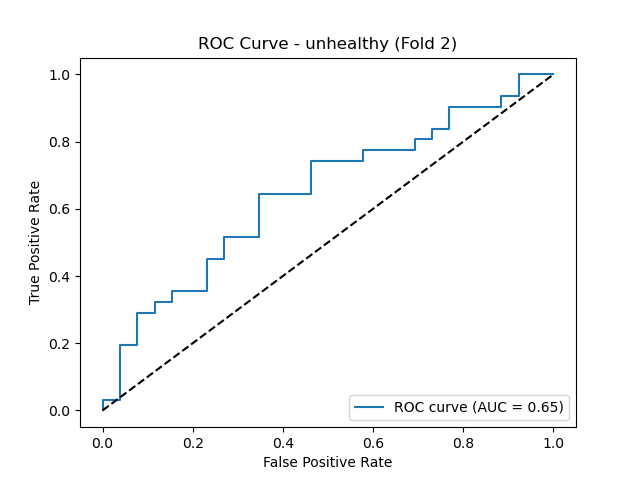 ROC Curve - unhealthy (Fold 2)
True Positive Rate
1.0
0.8
0.6
0.4
0.2
0.0
ROC curve (AUC = 0.65)
0.0 0.2 0.4 0.6 0.8 1.0
False Positive Rate